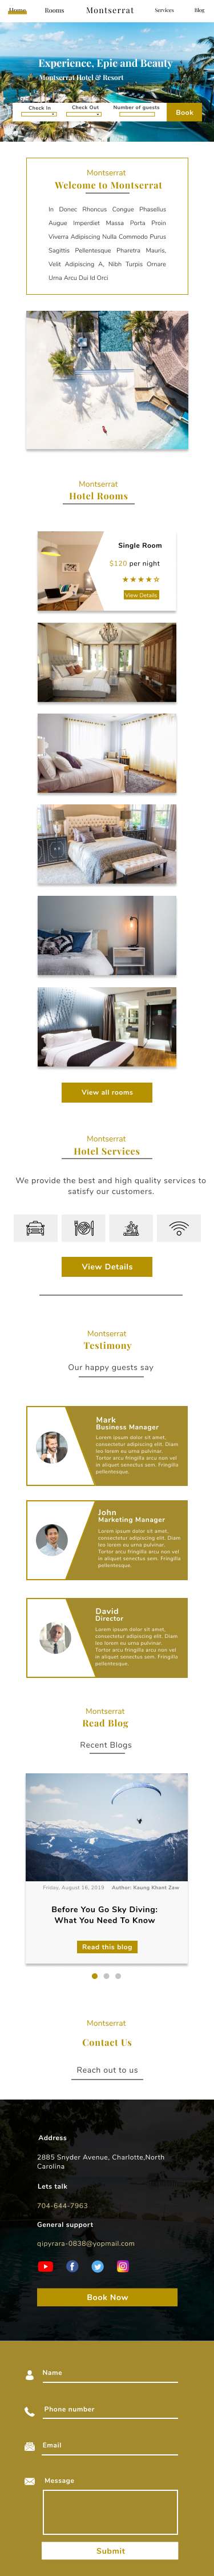 Home Rooms Montserrat Services Blog
Experience, Epic and Beauty
Montserrat Hotel & Resort
Check In Check Out Number of guests
Book
Montserrat
Welcome to Montserrat
In Donec Rhoncus Congue Phasellus
Augue Imperdiet Massa Porta Proin
Viverra Adipiscing Nulla Commodo Purus
Sagittis Pellentesque Pharetra Mauris,
Velit Adipiscing A, Nibh Turpis Ornare
Uma Arcu Dui Id Orci
Montserrat
Hotel Rooms
Single Room
$120 per night
View Details
View all rooms
Montserrat
Hotel Services
We provide the best and high quality services to
satisfy our customers.
View Details
Montserrat
Testimony
Our happy guests say
Mark
Business Manager
Lorem ipsum dolor sit amet,
consectetur adipiscing elit. Diam
leo lorem eu urna pulvinar.
Tortor arcu fringilla arcu non vel
in aliquet senectus sem. Fringilla
pellentesque.
John
Marketing Manager
Lorem ipsum dolor sit amet,
consectetur adipiscing elit. Diam
leo lorem eu urna pulvinar.
Tortor arcu fringilla arcu non vel
in aliquet senectus sem. Fringilla
pellentesque.
David
Director
Lorem ipsum dolor sit amet,
consectetur adipiscing elit. Diam
leo lorem eu urna pulvinar.
Tortor arcu fringilla arcu non vel
in aliquet senectus sem. Fringilla
pellentesque.
Montserrat
Read Blog
Recent Blogs
Friday, August 16, 2019 Author: Kaung Khant Zaw
Before You Go Sky Diving:
What You Need To Know
Read this blog
Montserrat
Contact Us
Reach out to us
Address
2885 Snyder Avenue, Charlotte,North
Carolina
Lets talk
704-644-7963
General support
qipyrara-0838@yopmail.com
Book Now
Name
Phone number
Email
Message
Submit